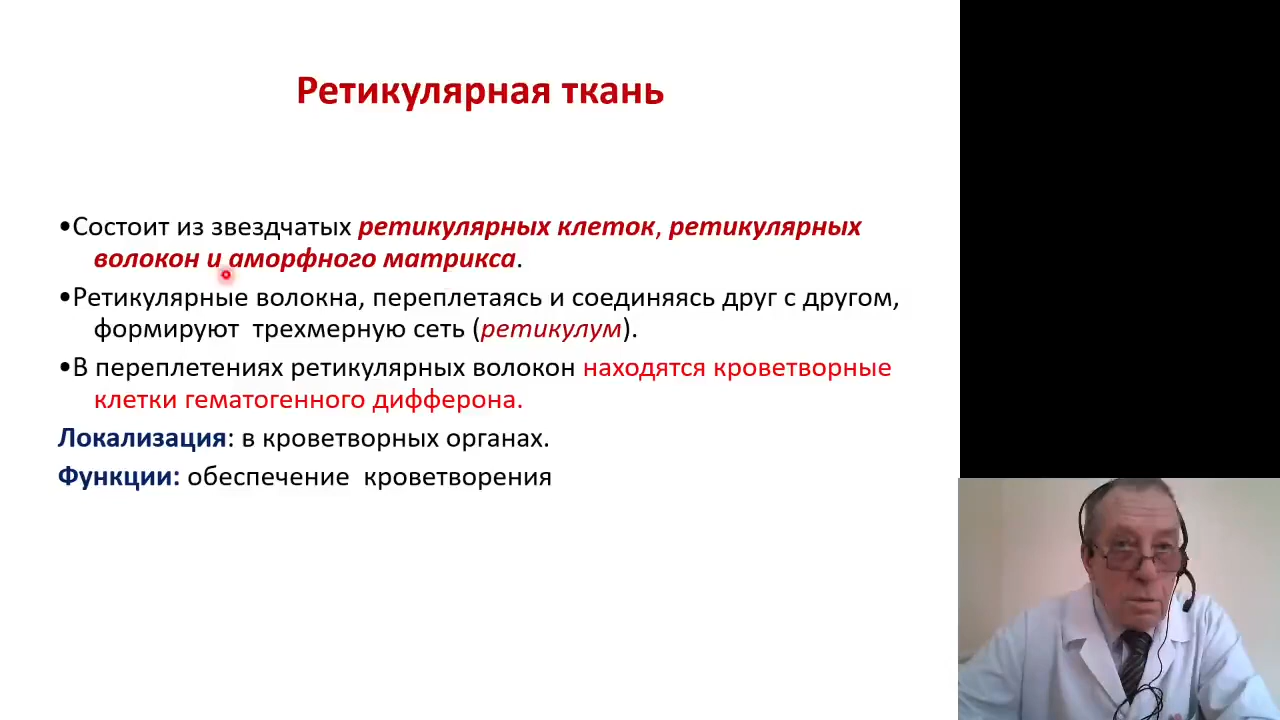 Ретикулярная ткань
•Состоит из звездчатых ретикулярных клеток, ретикулярных
волокон и аморфного матрикса.
•Ретикулярные волокна, переплетаясь и соединяясь друг с другом,
формируют трехмерную сеть (ретикулум).
•В переплетениях ретикулярных волокон находятся кроветворные
клетки гематогенного дифферона.
Локализация: в кроветворных органах.
Функции: обеспечение кроветворения